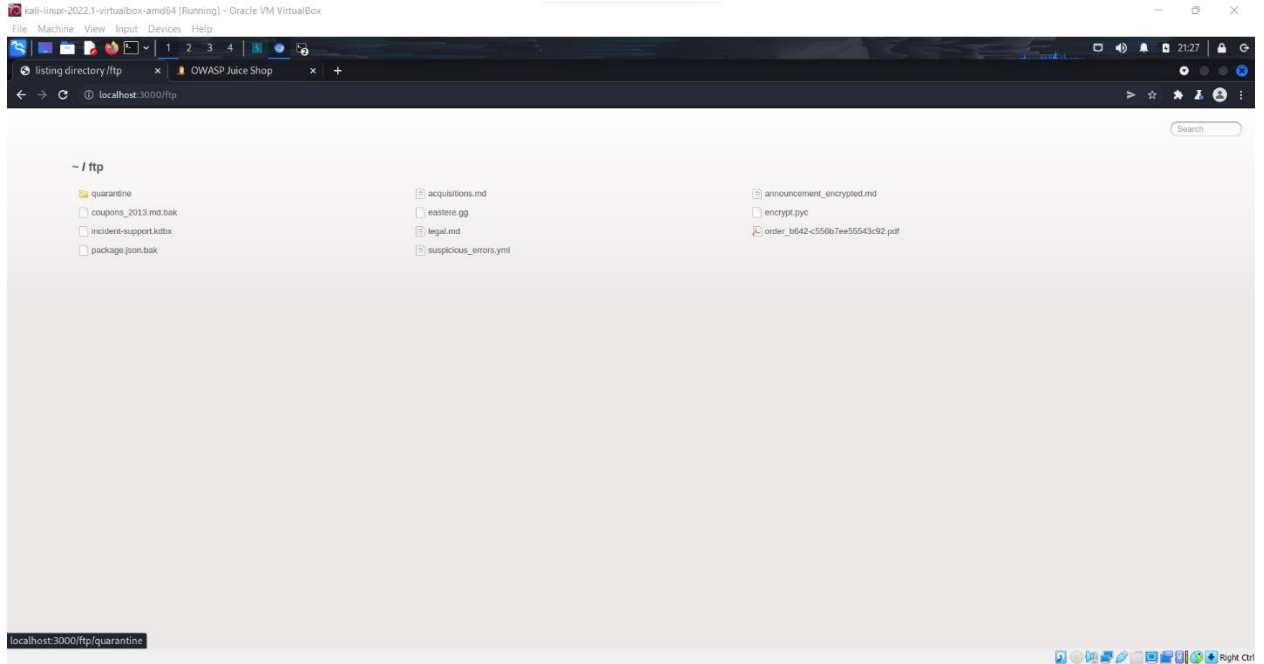 kali-linux-2022.1-virtualbox-amd64 [Running] - Oracle VM VirtualBox
File Machine View Input Devices Help
1 2 3 4 21:27
listing directory /ftp OWASP Juice Shop
localhost:3000/ftp
Search
~ / ftp
quarantine acquisitions.md announcement_encrypted.md
coupons_2013.md.bak eastere.gg encrypt.pyc
incident-support.kdbx legal.md order_b642-c556b7ee55543c92.pdf
package.json.bak suspicious_errors.yml
localhost:3000/ftp/quarantine
Right Ctrl